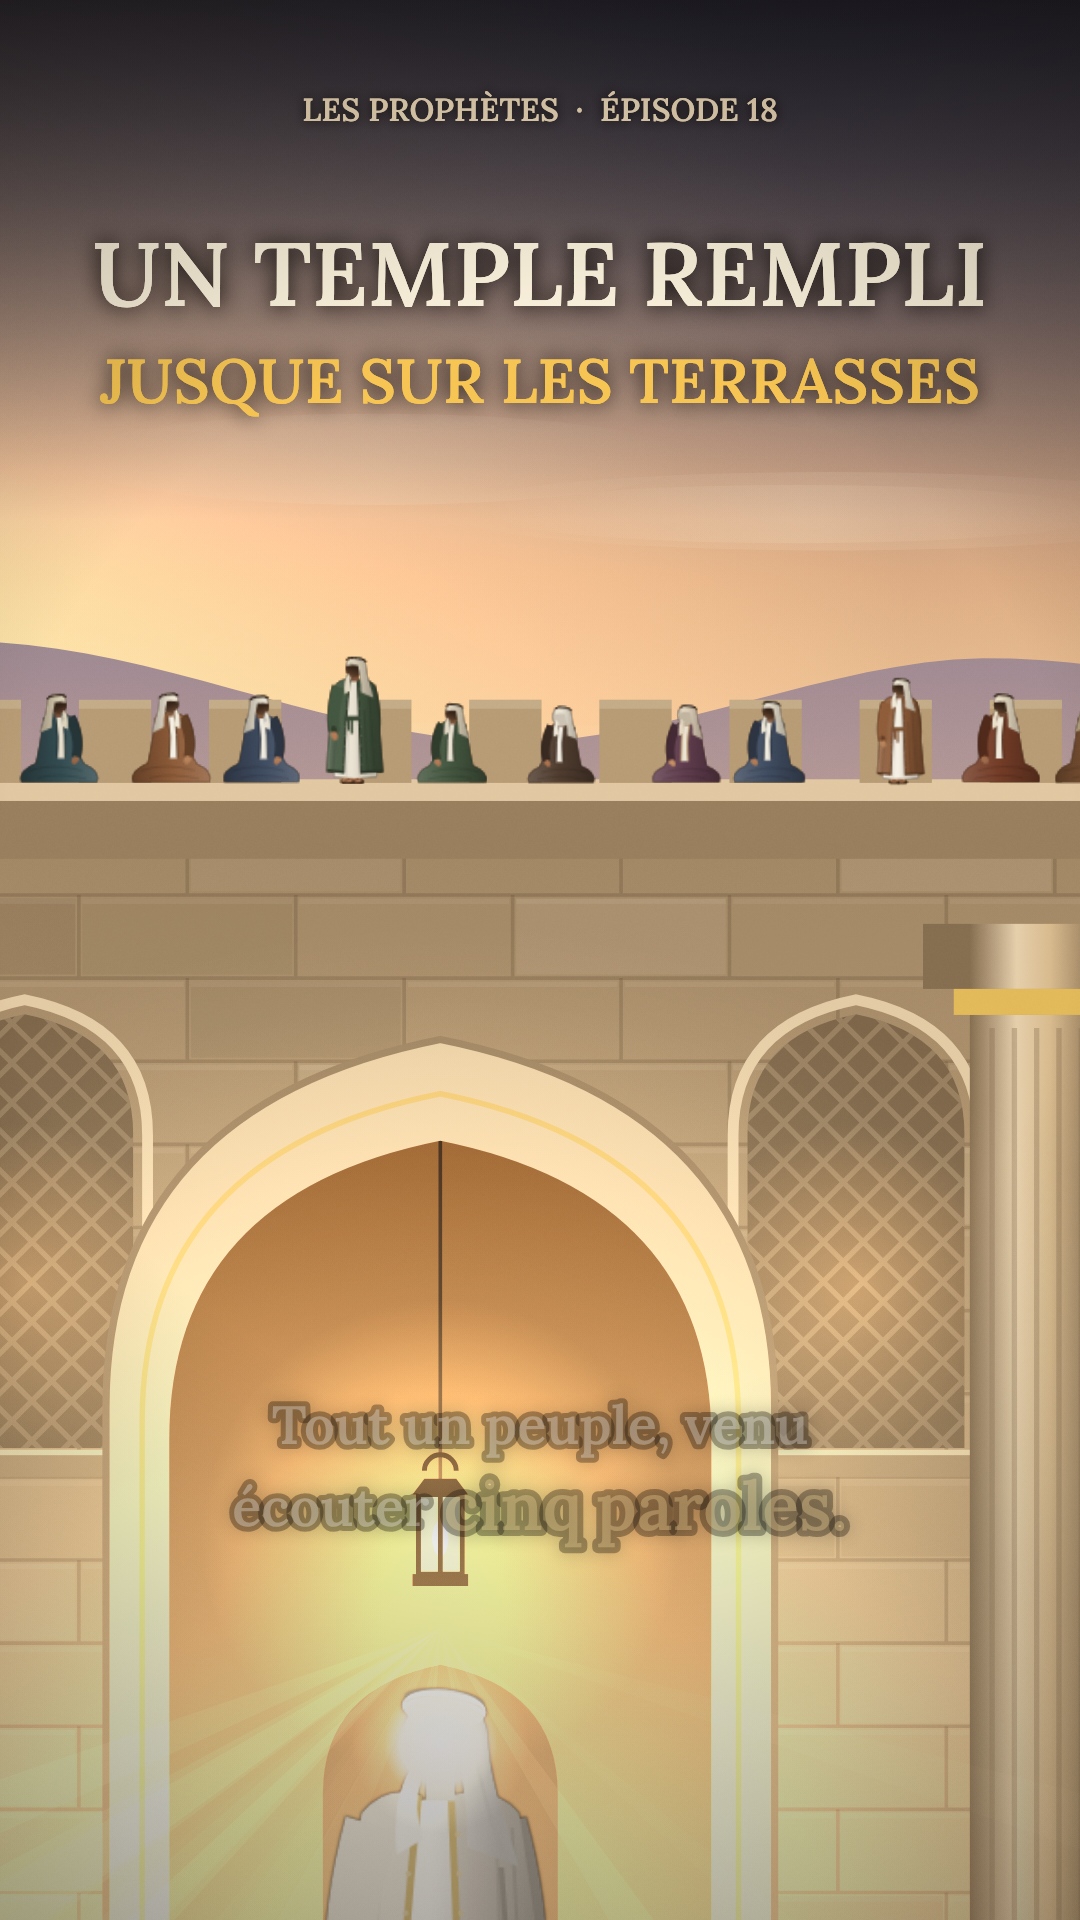 LES PROPHÈTES · ÉPISODE 18
UN TEMPLE REMPLI
JUSQUE SUR LES TERRASSES
Tout un peuple, venu
écouter cinq paroles.